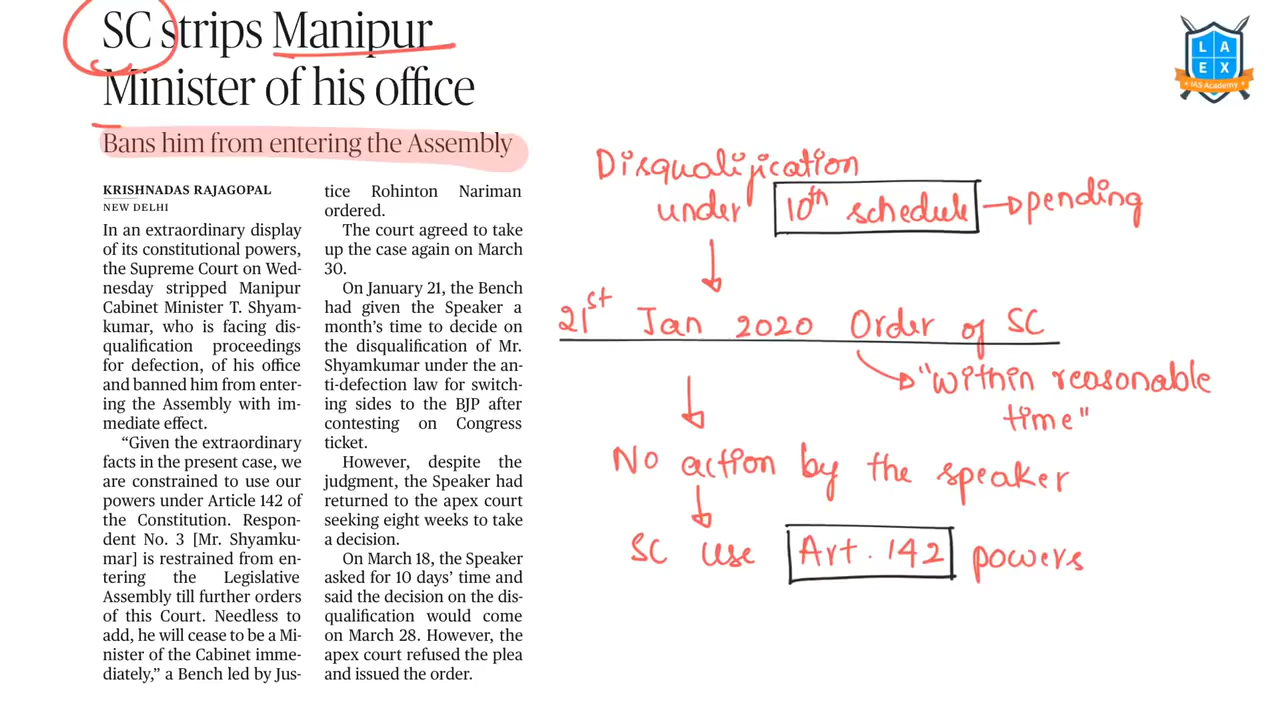 SC strips Manipur
Minister of his office
Bans him from entering the Assembly
KRISHNADAS RAJAGOPAL
NEW DELHI
In an extraordinary display
of its constitutional powers,
the Supreme Court on Wed-
nesday stripped Manipur
Cabinet Minister T. Shyam-
kumar, who is facing dis-
qualification proceedings
for defection, of his office
and banned him from enter-
ing the Assembly with im-
mediate effect.
“Given the extraordinary
facts in the present case, we
are constrained to use our
powers under Article 142 of
the Constitution. Respon-
dent No. 3 [Mr. Shyamku-
mar] is restrained from en-
tering the Legislative
Assembly till further orders
of this Court. Needless to
add, he will cease to be a Mi-
nister of the Cabinet imme-
diately,” a Bench led by Jus-
tice Rohinton Nariman
ordered.
The court agreed to take
up the case again on March
30.
On January 21, the Bench
had given the Speaker a
month’s time to decide on
the disqualification of Mr.
Shyamkumar under the an-
ti-defection law for switch-
ing sides to the BJP after
contesting on Congress
ticket.
However, despite the
judgment, the Speaker had
returned to the apex court
seeking eight weeks to take
a decision.
On March 18, the Speaker
asked for 10 days’ time and
said the decision on the dis-
qualification would come
on March 28. However, the
apex court refused the plea
and issued the order.
Disqualification
under 10th schedule → pending
21st Jan 2020 Order of SC
"within reasonable
time"
No action by the speaker
SC use Art. 142 powers
L A
E X
IAS Academy